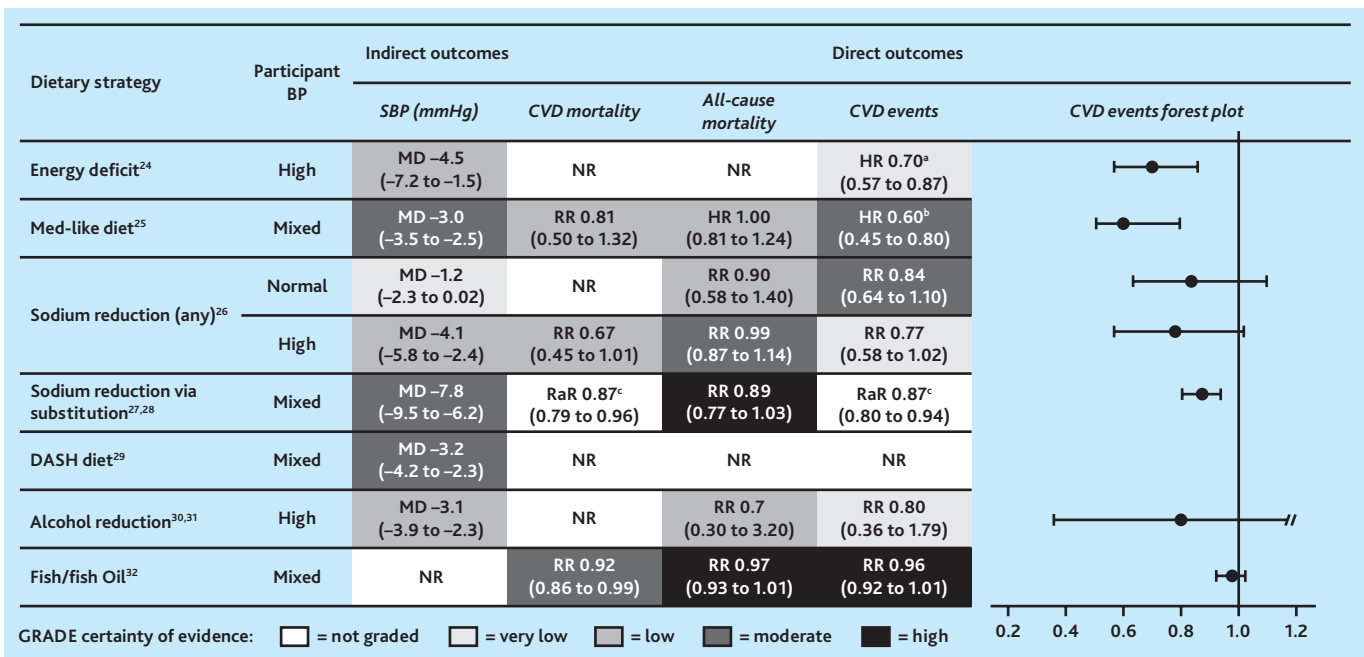 Indirect outcomes Direct outcomes
Dietary strategy Participant BP SBP (mmHg) CVD mortality All-cause mortality CVD events CVD events forest plot
Energy deficit24 High MD –4.5 (–7.2 to –1.5) NR NR HR 0.70a (0.57 to 0.87)
Med-like diet25 Mixed MD –3.0 (–3.5 to –2.5) RR 0.81 (0.50 to 1.32) HR 1.00 (0.81 to 1.24) HR 0.60b (0.45 to 0.80)
Sodium reduction (any)26 Normal MD –1.2 (–2.3 to 0.02) NR RR 0.90 (0.58 to 1.40) RR 0.84 (0.64 to 1.10)
High MD –4.1 (–5.8 to –2.4) RR 0.67 (0.45 to 1.01) RR 0.99 (0.87 to 1.14) RR 0.77 (0.58 to 1.02)
Sodium reduction via substitution27,28 Mixed MD –7.8 (–9.5 to –6.2) RaR 0.87c (0.79 to 0.96) RR 0.89 (0.77 to 1.03) RaR 0.87c (0.80 to 0.94)
DASH diet29 Mixed MD –3.2 (–4.2 to –2.3) NR NR NR
Alcohol reduction30,31 High MD –3.1 (–3.9 to –2.3) NR RR 0.7 (0.30 to 3.20) RR 0.80 (0.36 to 1.79)
Fish/fish Oil32 Mixed NR RR 0.92 (0.86 to 0.99) RR 0.97 (0.93 to 1.01) RR 0.96 (0.92 to 1.01)
0.2 0.4 0.6 0.8 1.0 1.2
GRADE certainty of evidence: = not graded = very low = low = moderate = high